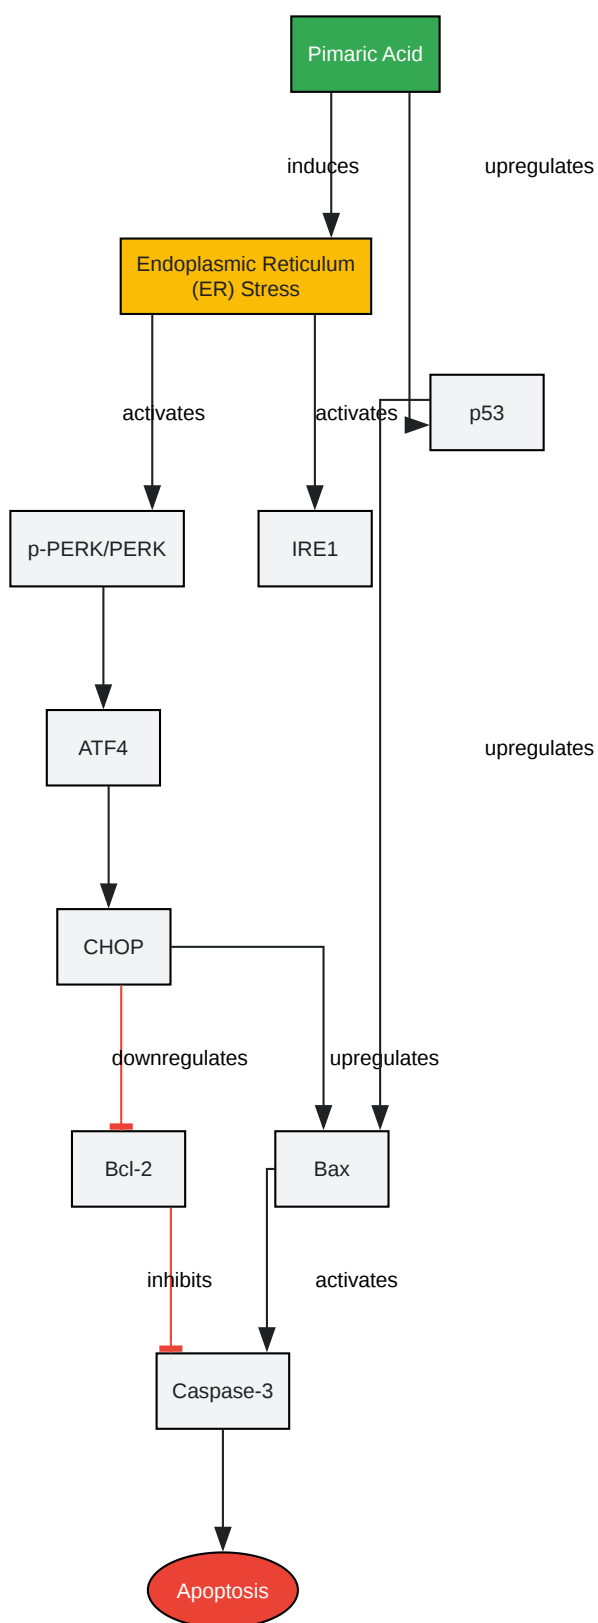 Pimaric Acid
induces
upregulates
Endoplasmic Reticulum
(ER) Stress
activates
activates
p53
p-PERK/PERK
IRE1
ATF4
upregulates
CHOP
downregulates
upregulates
Bcl-2
Bax
inhibits
activates
Caspase-3
Apoptosis